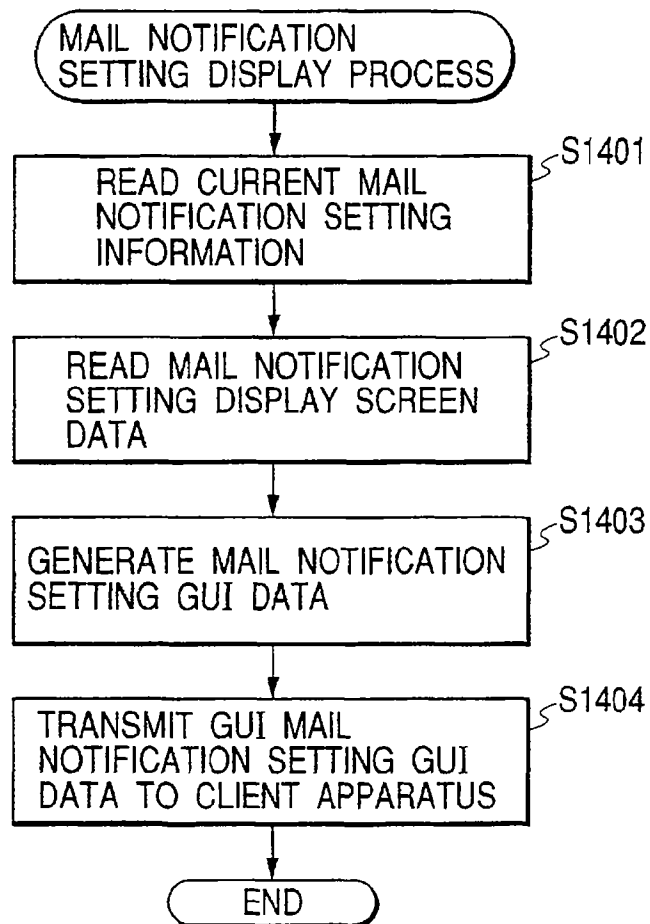 MAIL NOTIFICATION
SETTING DISPLAY PROCESS
S1401
READ CURRENT MAIL
NOTIFICATION SETTING
INFORMATION
S1402
READ MAIL NOTIFICATION
SETTING DISPLAY SCREEN
DATA
S1403
GENERATE MAIL NOTIFICATION
SETTING GUI DATA
S1404
TRANSMIT GUI MAIL
NOTIFICATION SETTING GUI
DATA TO CLIENT APPARATUS
END